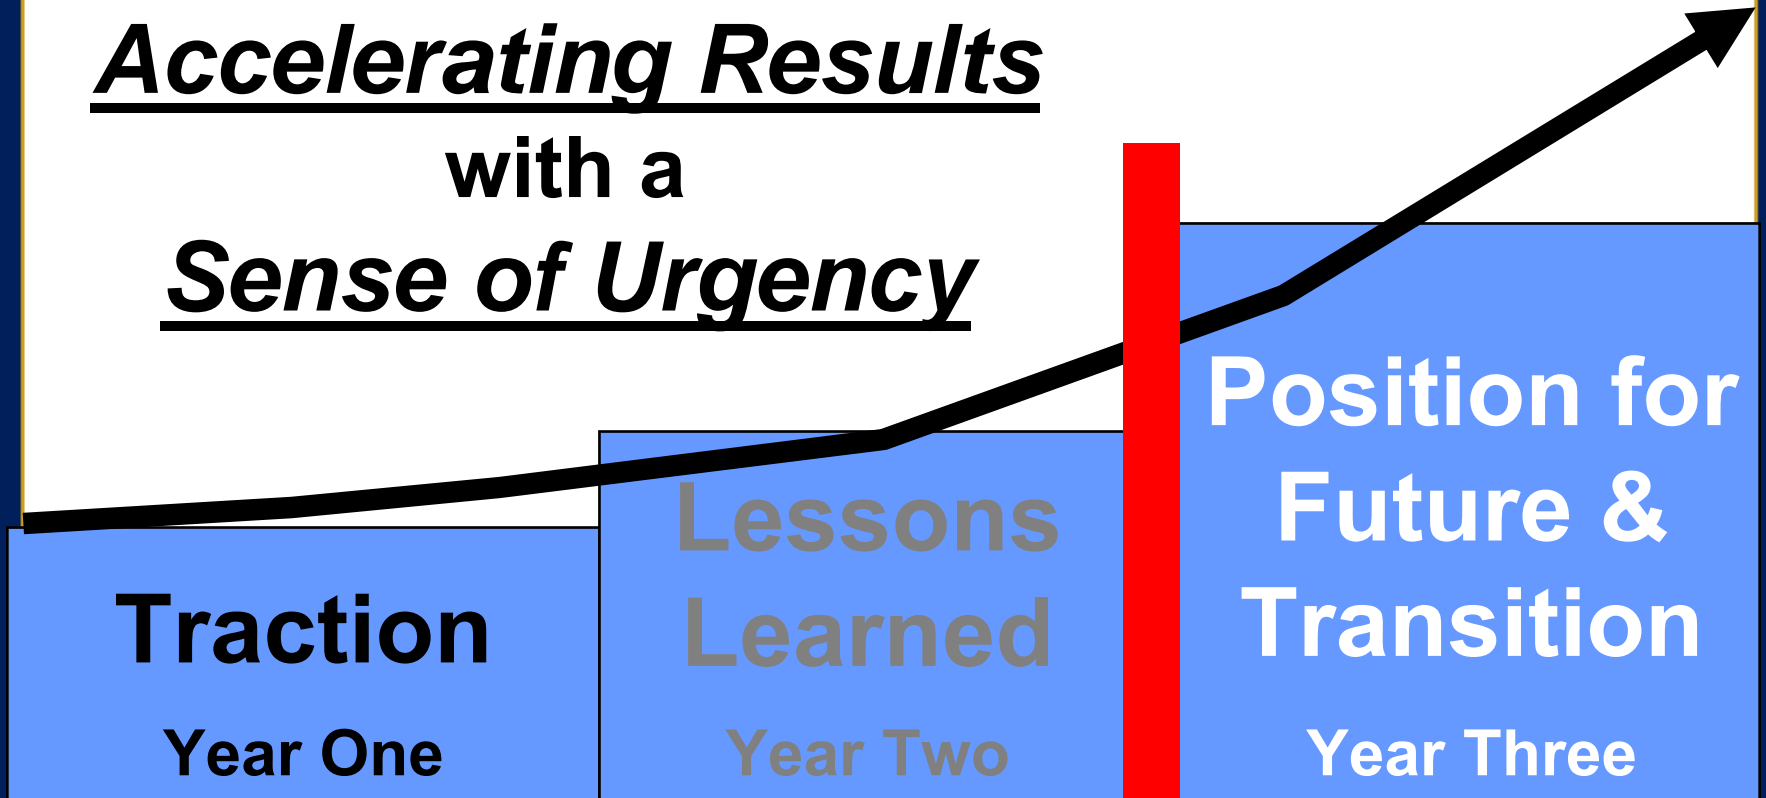 Accelerating Results
with a
Sense of Urgency
Traction
Year One
Lessons
Learned
Year Two
Position for
Future &
Transition
Year Three